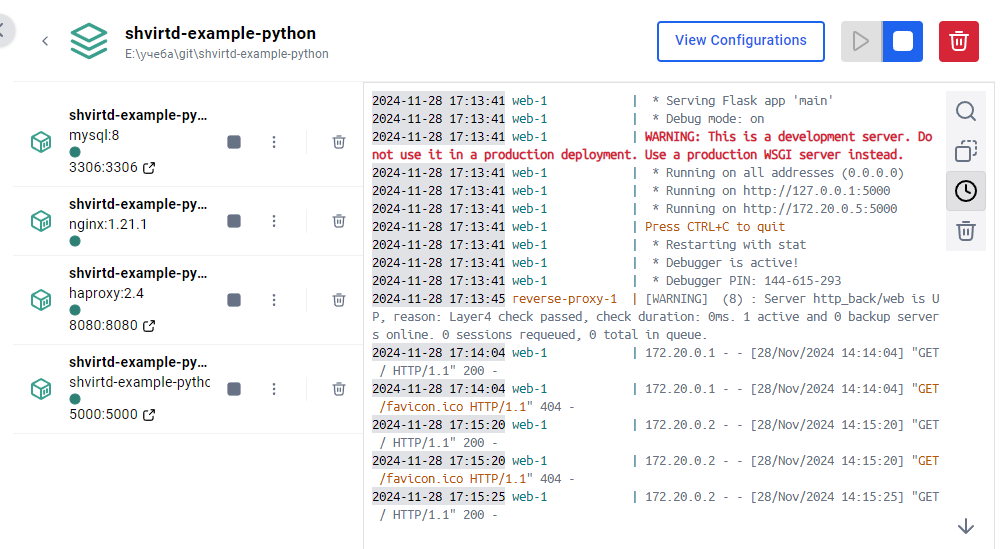 shvirtd-example-python
E:\учеба\git\shvirtd-example-python
View Configurations
shvirtd-example-py...
mysql:8
3306:3306
shvirtd-example-py...
nginx:1.21.1
shvirtd-example-py...
haproxy:2.4
8080:8080
shvirtd-example-py...
shvirtd-example-pythc
5000:5000
2024-11-28 17:13:41 web-1 | * Serving Flask app 'main'
2024-11-28 17:13:41 web-1 | * Debug mode: on
2024-11-28 17:13:41 web-1 | WARNING: This is a development server. Do
not use it in a production deployment. Use a production WSGI server instead.
2024-11-28 17:13:41 web-1 | * Running on all addresses (0.0.0.0)
2024-11-28 17:13:41 web-1 | * Running on http://127.0.0.1:5000
2024-11-28 17:13:41 web-1 | * Running on http://172.20.0.5:5000
2024-11-28 17:13:41 web-1 | Press CTRL+C to quit
2024-11-28 17:13:41 web-1 | * Restarting with stat
2024-11-28 17:13:41 web-1 | * Debugger is active!
2024-11-28 17:13:41 web-1 | * Debugger PIN: 144-615-293
2024-11-28 17:13:45 reverse-proxy-1 | [WARNING] (8) : Server http_back/web is U
P, reason: Layer4 check passed, check duration: 0ms. 1 active and 0 backup server
s online. 0 sessions requeued, 0 total in queue.
2024-11-28 17:14:04 web-1 | 172.20.0.1 - - [28/Nov/2024 14:14:04] "GET
/ HTTP/1.1" 200 -
2024-11-28 17:14:04 web-1 | 172.20.0.1 - - [28/Nov/2024 14:14:04] "GET
/favicon.ico HTTP/1.1" 404 -
2024-11-28 17:15:20 web-1 | 172.20.0.2 - - [28/Nov/2024 14:15:20] "GET
/ HTTP/1.1" 200 -
2024-11-28 17:15:20 web-1 | 172.20.0.2 - - [28/Nov/2024 14:15:20] "GET
/favicon.ico HTTP/1.1" 404 -
2024-11-28 17:15:25 web-1 | 172.20.0.2 - - [28/Nov/2024 14:15:25] "GET
/ HTTP/1.1" 200 -